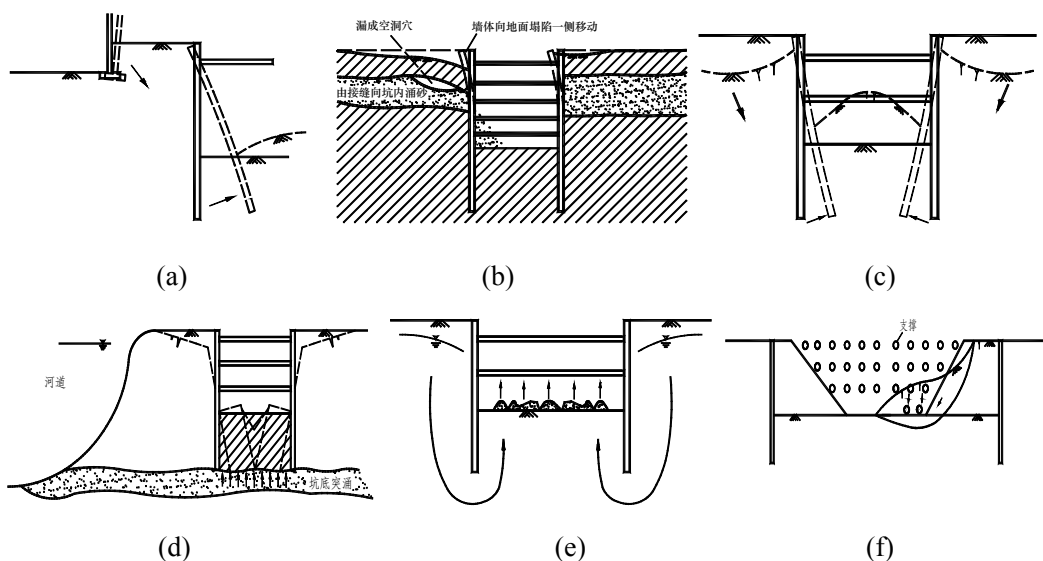 漏成空洞穴
墙体向地面塌陷一侧移动
由接缝向坑内涌砂
(a)
(b)
(c)
支撑
河道
坑底突涌
(d)
(e)
(f)